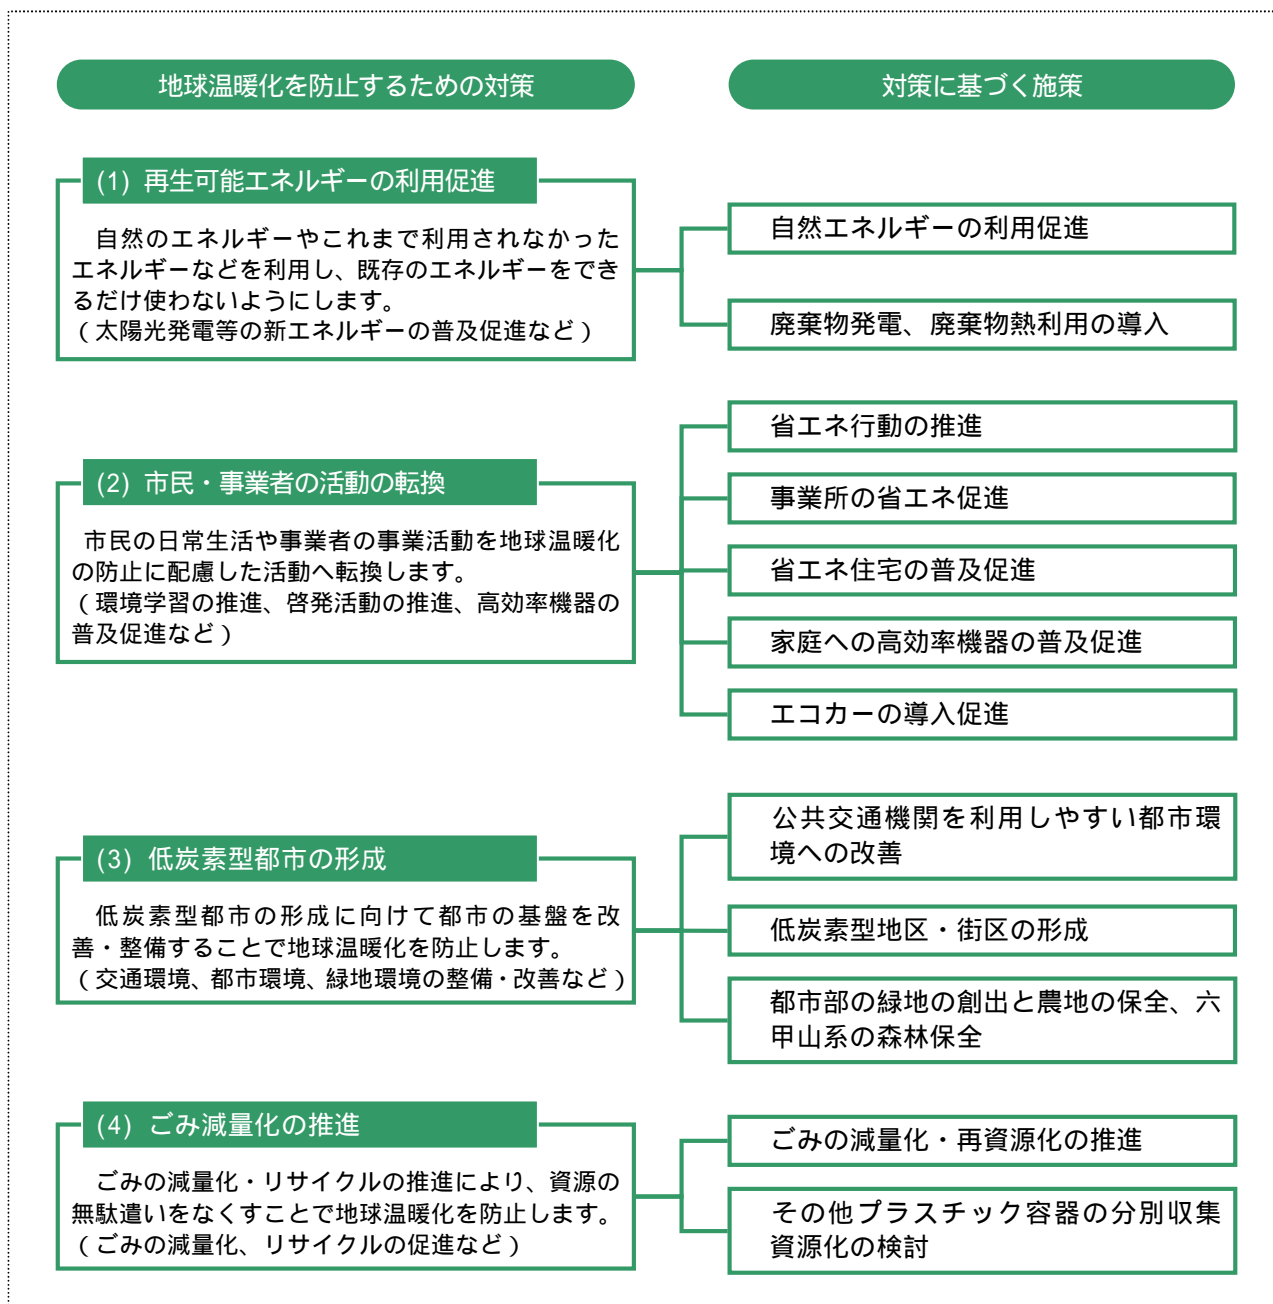 地球温暖化を防止するための対策
対策に基づく施策
(1) 再生可能エネルギーの利用促進
自然のエネルギーやこれまで利用されなかった
エネルギーなどを利用し、既存のエネルギーをでき
るだけ使わないようにします。
（太陽光発電等の新エネルギーの普及促進など）
自然エネルギーの利用促進
廃棄物発電、廃棄物熱利用の導入
(2) 市民・事業者の活動の転換
市民の日常生活や事業者の事業活動を地球温暖化
の防止に配慮した活動へ転換します。
（環境学習の推進、啓発活動の推進、高効率機器の
普及促進など）
省エネ行動の推進
事業所の省エネ促進
省エネ住宅の普及促進
家庭への高効率機器の普及促進
エコカーの導入促進
(3) 低炭素型都市の形成
低炭素型都市の形成に向けて都市の基盤を改
善・整備することで地球温暖化を防止します。
（交通環境、都市環境、緑地環境の整備・改善など）
公共交通機関を利用しやすい都市環
境への改善
低炭素型地区・街区の形成
都市部の緑地の創出と農地の保全、六
甲山系の森林保全
(4) ごみ減量化の推進
ごみの減量化・リサイクルの推進により、資源の
無駄遣いをなくすことで地球温暖化を防止します。
（ごみの減量化、リサイクルの促進など）
ごみの減量化・再資源化の推進
その他プラスチック容器の分別収集
資源化の検討